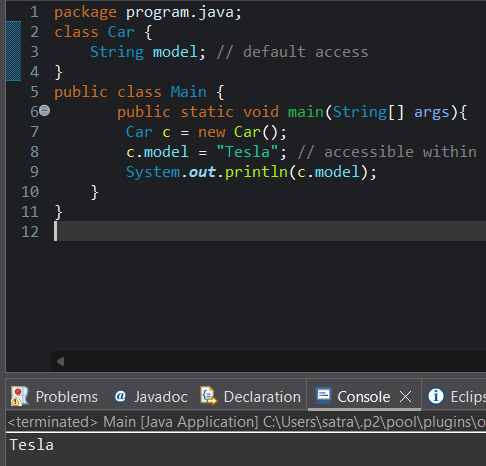 1 package program.java;
2 class Car {
3 String model; // default access
4 }
5 public class Main {
6 public static void main(String[] args){
7 Car c = new Car();
8 c.model = "Tesla"; // accessible within
9 System.out.println(c.model);
10 }
11 }
12
Problems @ Javadoc Declaration Console Eclips
<terminated> Main [Java Application] C:\Users\satra\.p2\pool\plugins\o
Tesla